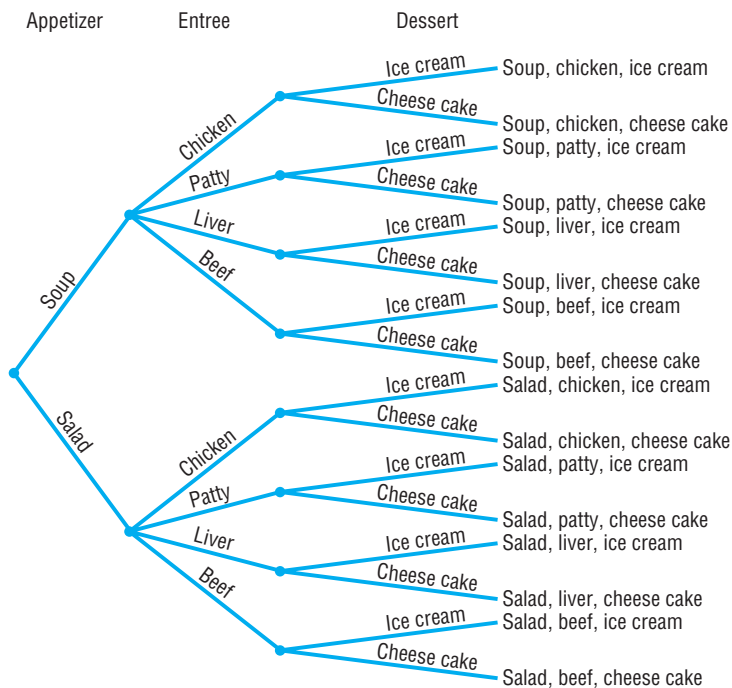 Appetizer Entree Dessert
Ice cream Soup, chicken, ice cream
Chicken
Cheese cake Soup, chicken, cheese cake
Ice cream Soup, patty, ice cream
Patty
Cheese cake Soup, patty, cheese cake
Liver
Ice cream Soup, liver, ice cream
Beef
Cheese cake Soup, liver, cheese cake
Soup
Ice cream Soup, beef, ice cream
Cheese cake Soup, beef, cheese cake
Ice cream Salad, chicken, ice cream
Salad
Chicken
Cheese cake Salad, chicken, cheese cake
Ice cream Salad, patty, ice cream
Patty
Cheese cake Salad, patty, cheese cake
Liver
Ice cream Salad, liver, ice cream
Beef
Cheese cake Salad, liver, cheese cake
Ice cream Salad, beef, ice cream
Cheese cake Salad, beef, cheese cake